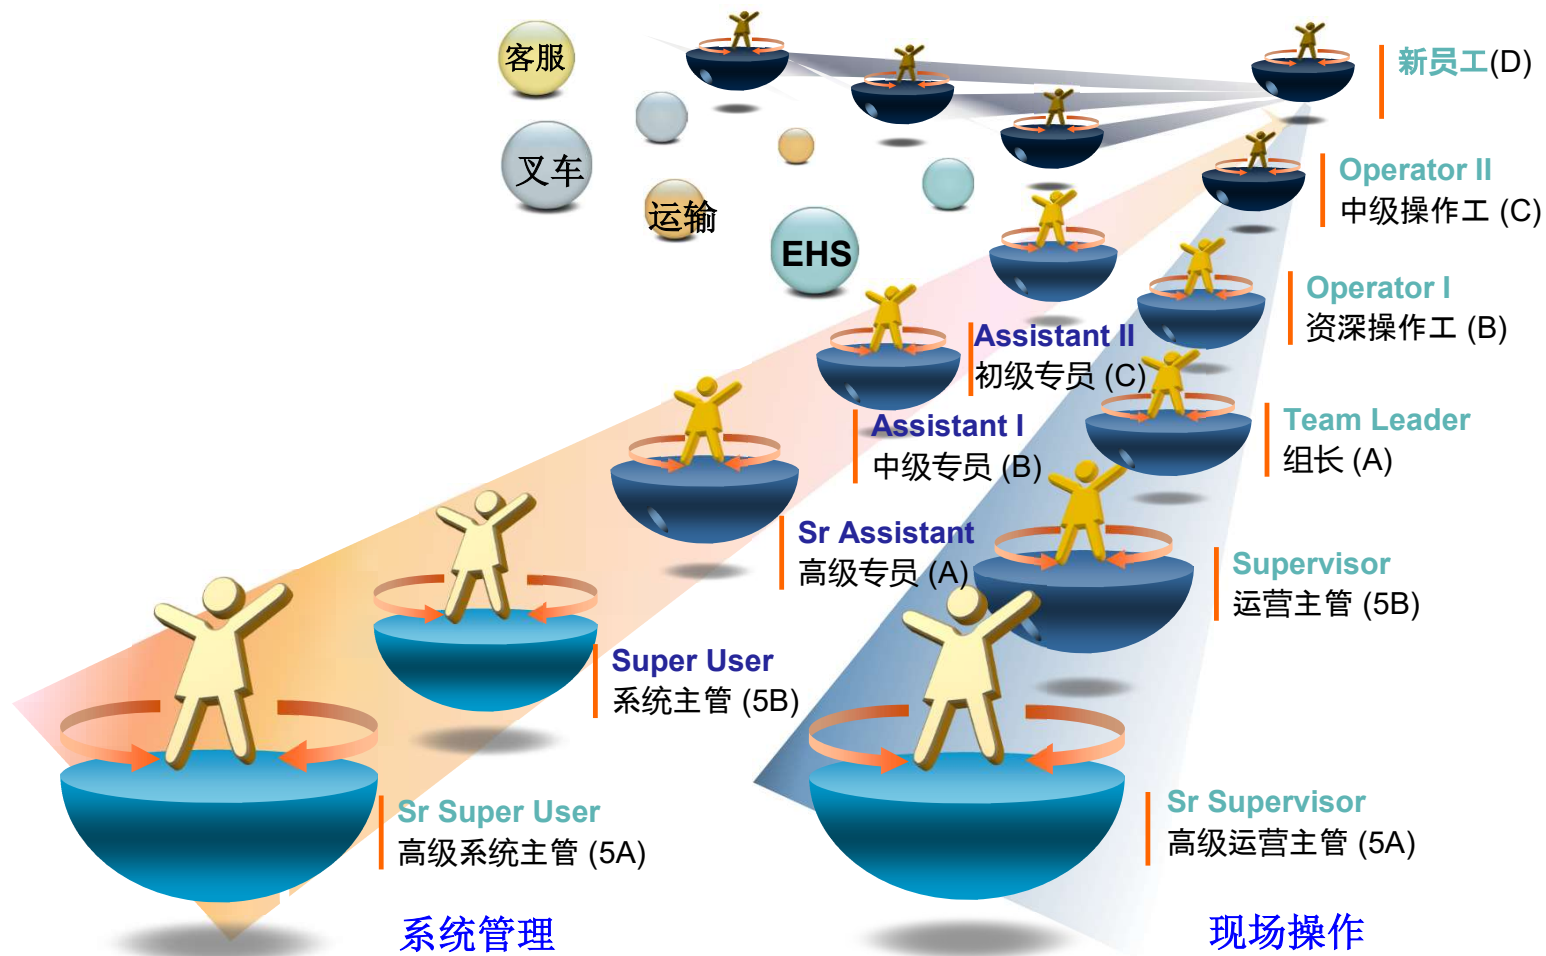 客服
新员工(D)
叉车
Operator II
中级操作工 (C)
运输
EHS
Operator I
资深操作工 (B)
Assistant II
初级专员 (C)
Team Leader
组长 (A)
Assistant I
中级专员 (B)
Sr Assistant
高级专员 (A)
Supervisor
运营主管 (5B)
Super User
系统主管 (5B)
Sr Super User
高级系统主管 (5A)
Sr Supervisor
高级运营主管 (5A)
系统管理
现场操作